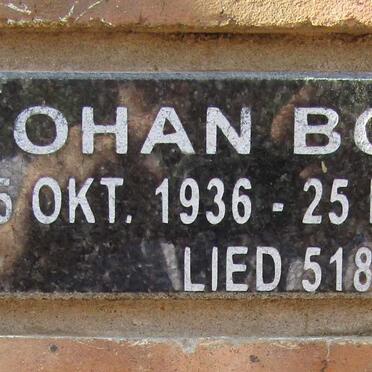 OHAN BO
5 OKT. 1936 - 25
LIED 518